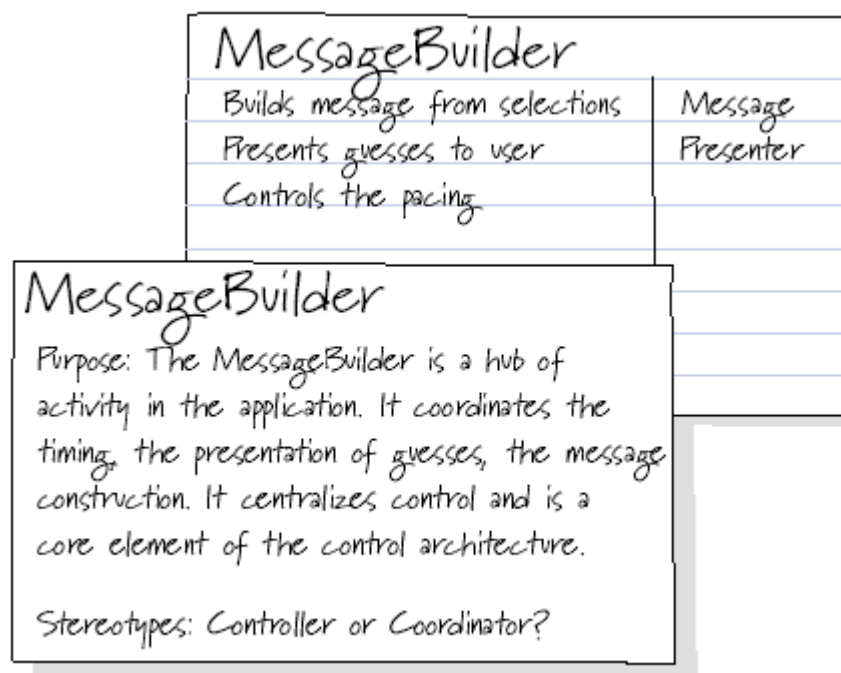 MessageBuilder
Builds message from selections
Message
Presents guesses to user
Presenter
Controls the pacing
MessageBuilder
Purpose: The MessageBuilder is a hub of
activity in the application. It coordinates the
timing, the presentation of guesses, the message
construction. It centralizes control and is a
core element of the control architecture.
Stereotypes: Controller or Coordinator?